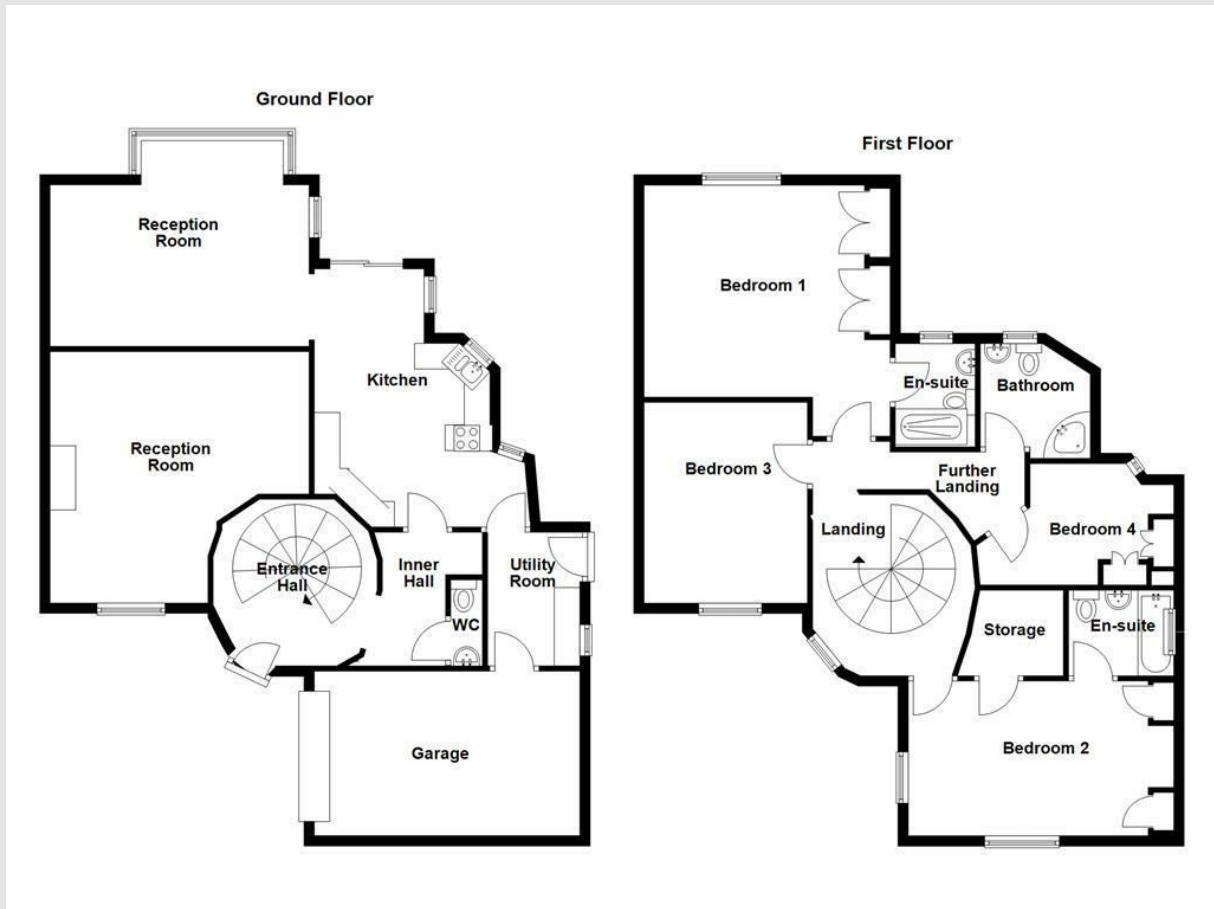 Ground Floor
Reception
Room
Kitchen
Reception
Room
Entrance
Hall
Inner
Hall
Utility
Room
WC
Garage
First Floor
Bedroom 1
En-suite
Bathroom
Bedroom 3
Further
Landing
Landing
Bedroom 4
Storage
En-suite
Bedroom 2